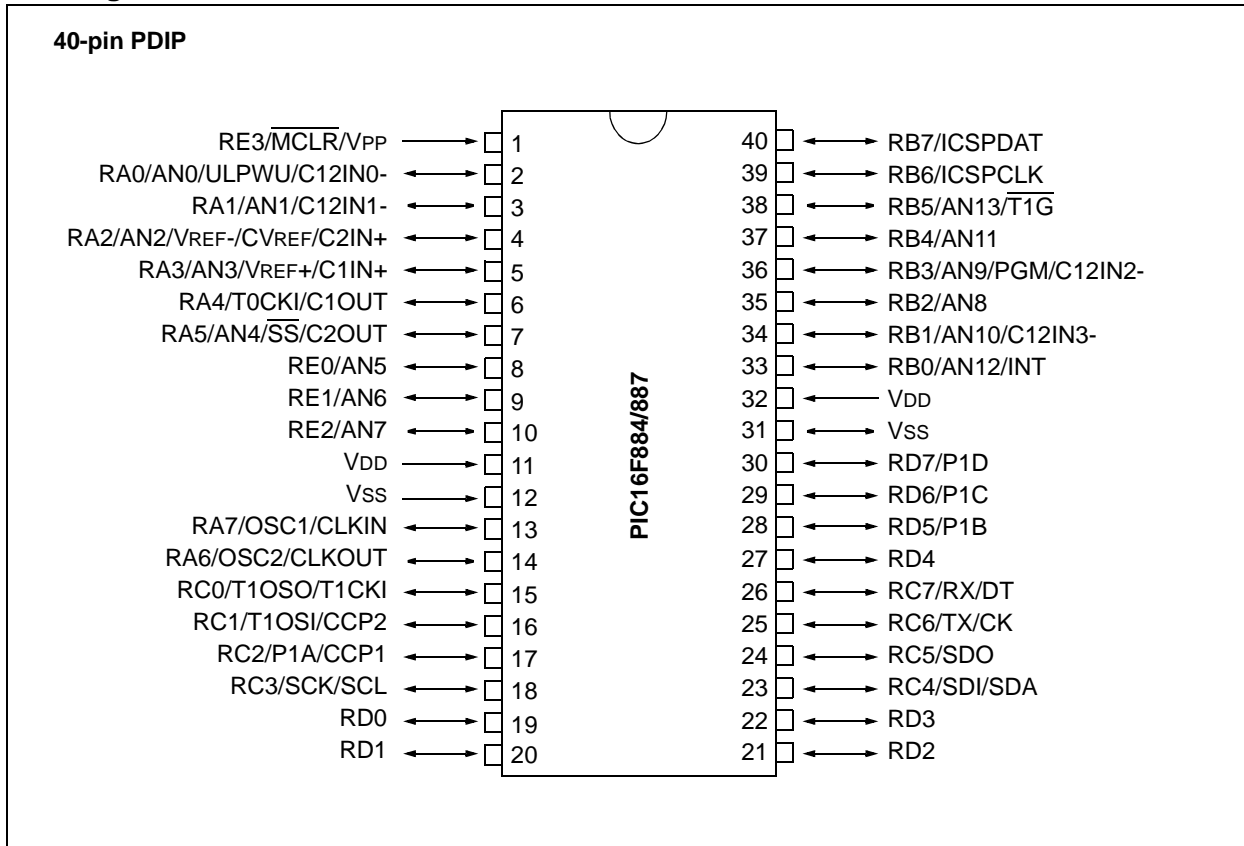 40-pin PDIP
RE3/MCLR/VPP 1
RA0/AN0/ULPWU/C12IN0- 2
RA1/AN1/C12IN1- 3
RA2/AN2/VREF-/CVREF/C2IN+ 4
RA3/AN3/VREF+/C1IN+ 5
RA4/T0CKI/C1OUT 6
RA5/AN4/SS/C2OUT 7
RE0/AN5 8
RE1/AN6 9
RE2/AN7 10
VDD 11
VSS 12
RA7/OSC1/CLKIN 13
RA6/OSC2/CLKOUT 14
RC0/T1OSO/T1CKI 15
RC1/T1OSI/CCP2 16
RC2/P1A/CCP1 17
RC3/SCK/SCL 18
RD0 19
RD1 20
PIC16F884/887
40 RB7/ICSPDAT
39 RB6/ICSPCLK
38 RB5/AN13/T1G
37 RB4/AN11
36 RB3/AN9/PGM/C12IN2-
35 RB2/AN8
34 RB1/AN10/C12IN3-
33 RB0/AN12/INT
32 VDD
31 VSS
30 RD7/P1D
29 RD6/P1C
28 RD5/P1B
27 RD4
26 RC7/RX/DT
25 RC6/TX/CK
24 RC5/SDO
23 RC4/SDI/SDA
22 RD3
21 RD2